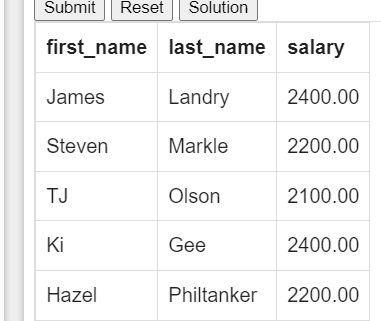 Submit Reset Solution
first_name last_name salary
James Landry 2400.00
Steven Markle 2200.00
TJ Olson 2100.00
Ki Gee 2400.00
Hazel Philtanker 2200.00